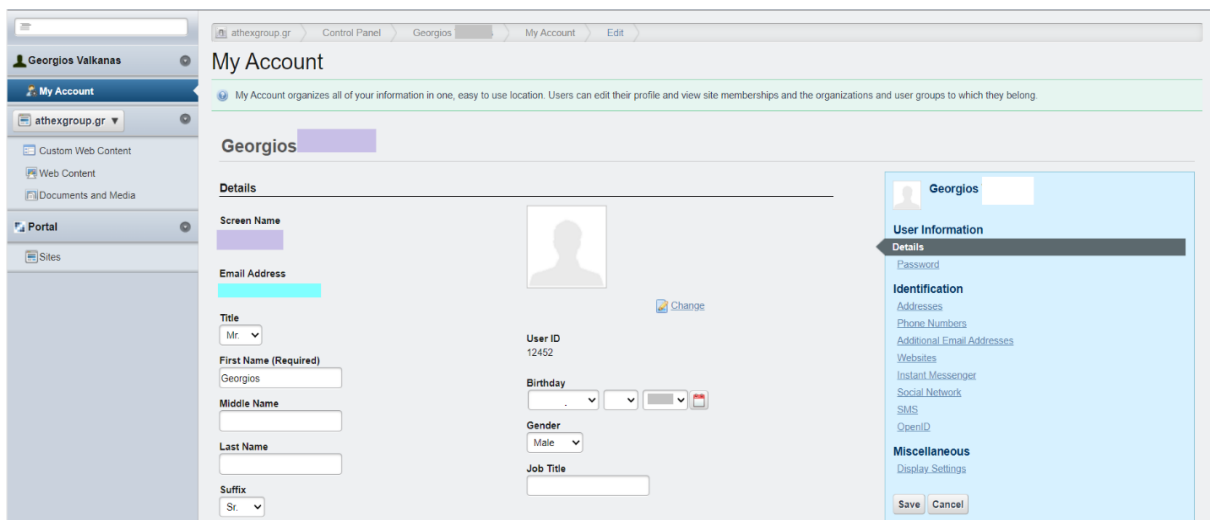 athexgroup.gr Control Panel Georgios My Account Edit
Georgios Valkanas
My Account
athexgroup.gr ▼
Custom Web Content
Web Content
Documents and Media
Portal
Sites
My Account
My Account organizes all of your information in one, easy to use location. Users can edit their profile and view site memberships and the organizations and user groups to which they belong.
Georgios
Details
Screen Name
Email Address
Title
Mr.
First Name (Required)
Georgios
Middle Name
Last Name
Suffix
Sr.
Change
User ID
12452
Birthday
Gender
Male
Job Title
Georgios
User Information
Details
Password
Identification
Addresses
Phone Numbers
Additional Email Addresses
Websites
Instant Messenger
Social Network
SMS
OpenID
Miscellaneous
Display Settings
Save Cancel